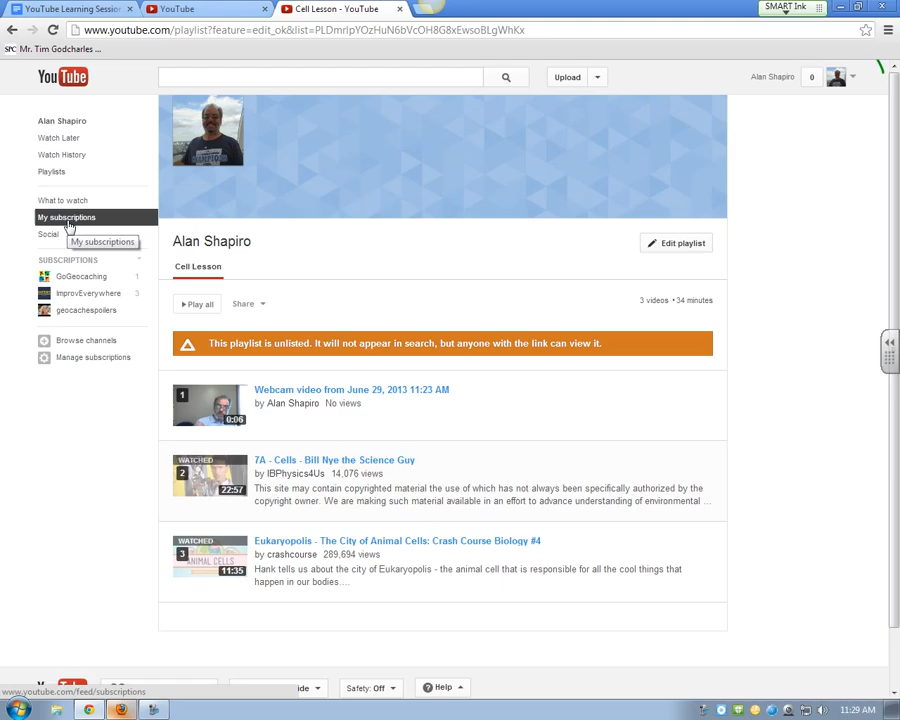 YouTube Learning Sessio
YouTube
Cell Lesson - YouTube
SMART Ink
www.youtube.com/playlist?feature=edit_ok&list=PLDmrIpYOzHuN6bVcOH8G8xEwsoBLgWhKx
SPC Mr. Tim Godcharles ...
YouTube
Upload
Alan Shapiro 0
Alan Shapiro
Watch Later
Watch History
Playlists
What to watch
My subscriptions
Social
My subscriptions
SUBSCRIPTIONS
GoGeocaching 1
ImprovEverywhere 3
geocachespoilers
Browse channels
Manage subscriptions
Alan Shapiro
Edit playlist
Cell Lesson
Play all
Share
3 videos • 34 minutes
This playlist is unlisted. It will not appear in search, but anyone with the link can view it.
1
0:06
Webcam video from June 29, 2013 11:23 AM
by Alan Shapiro No views
WATCHED
2
22:57
7A - Cells - Bill Nye the Science Guy
by IBPhysics4Us 14,076 views
This site may contain copyrighted material the use of which has not always been specifically authorized by the
copyright owner. We are making such material available in an effort to advance understanding of environmental ...
WATCHED
3
ANIMAL CELLS
11:35
Eukaryopolis - The City of Animal Cells: Crash Course Biology #4
by crashcourse 289,694 views
Hank tells us about the city of Eukaryopolis - the animal cell that is responsible for all the cool things that
happen in our bodies....
ide
Safety: Off
Help
www.youtube.com/feed/subscriptions
11:29 AM